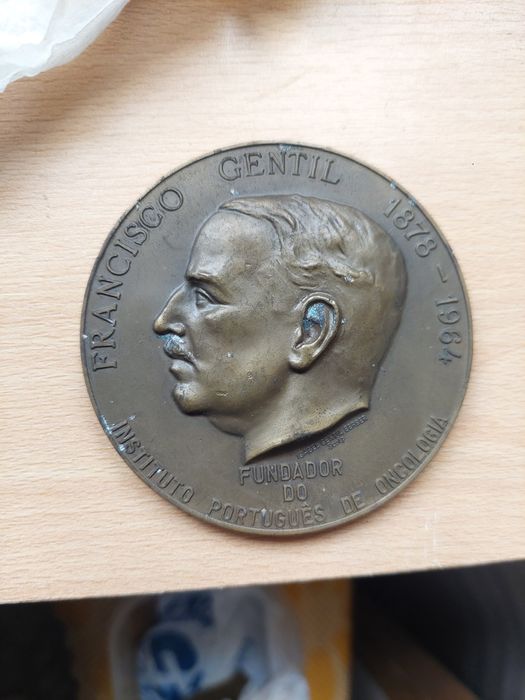 FRANCISCO GENTIL 1878 - 1964
FUNDADOR
DO
INSTITUTO PORTUGUÊS DE ONCOLOGIA